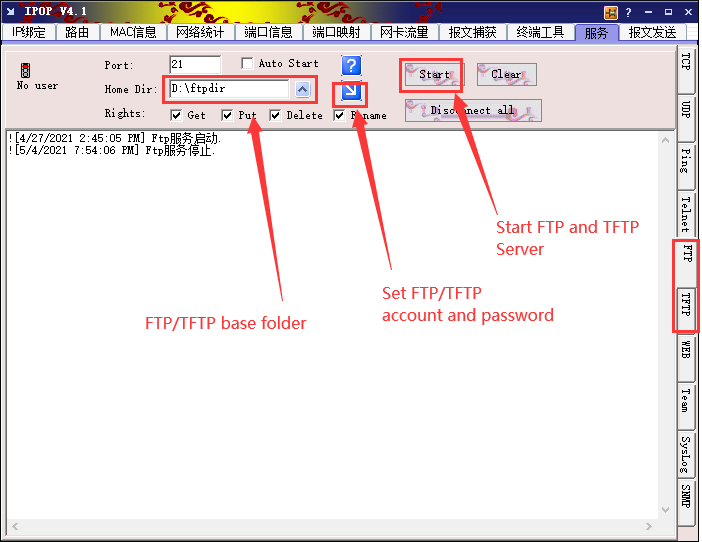 IPOP V4.1
IP绑定 路由 MAC信息 网络统计 端口信息 端口映射 网卡流量 报文捕获 终端工具 服务 报文发送
Port: 21 Auto Start ? Start Clear
No user
Home Dir: D:\ftpdir
Rights: Get Put Delete Rename Disconnect all
![4/27/2021 2:45:05 PM] Ftp服务启动.
![5/4/2021 7:54:06 PM] Ftp服务停止.
Start FTP and TFTP
Server
Set FTP/TFTP
account and password
FTP/TFTP base folder
TCP
UDP
Ping
Telnet
FTP
TFTP
WEB
Team
SysLog
SNMP